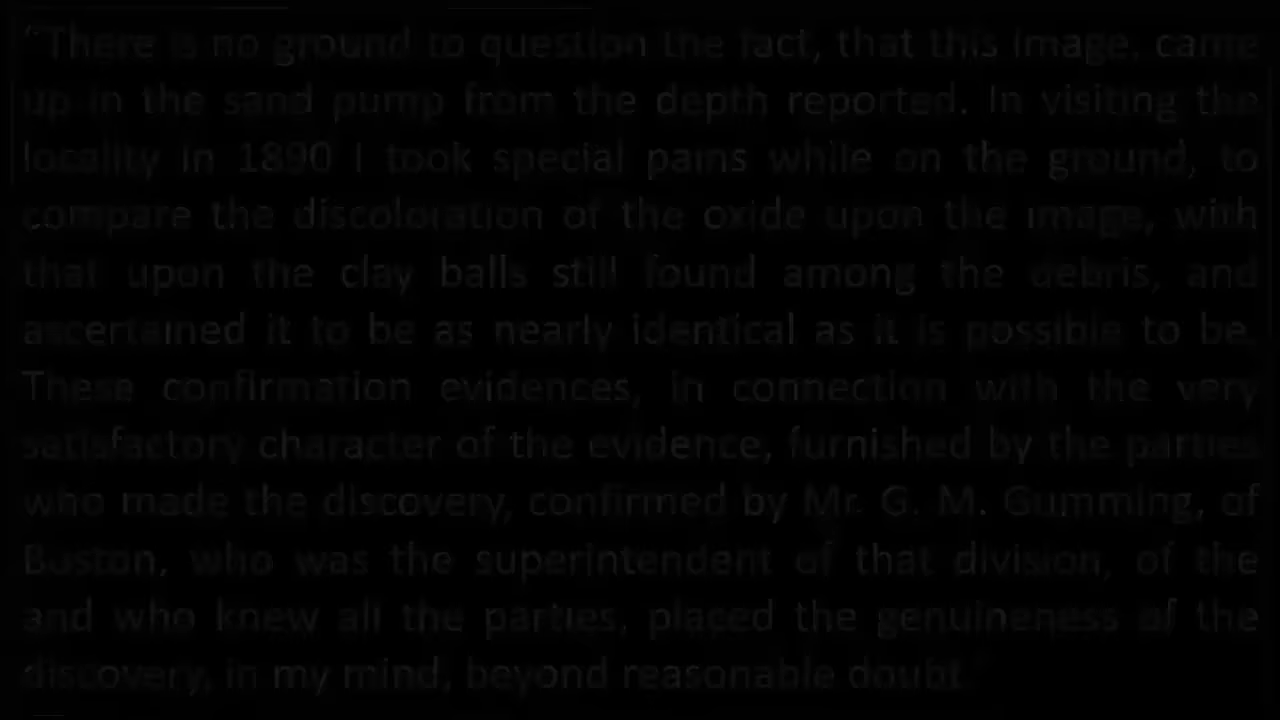 "There is no ground to question the fact, that this image, came
up in the sand pump from the depth reported. In visiting the
locality in 1890 I took special pains while on the ground, to
compare the discoloration of the oxide upon the image, with
that upon the clay balls still found among the debris, and
ascertained it to be as nearly identical as it is possible to be.
These confirmation evidences, in connection with the very
satisfactory character of the evidence, furnished by the parties
who made the discovery, confirmed by Mr. G. M. Gumming, of
Boston, who was the superintendent of that division, of the
and who knew all the parties, placed the genuineness of the
discovery, in my mind, beyond reasonable doubt."